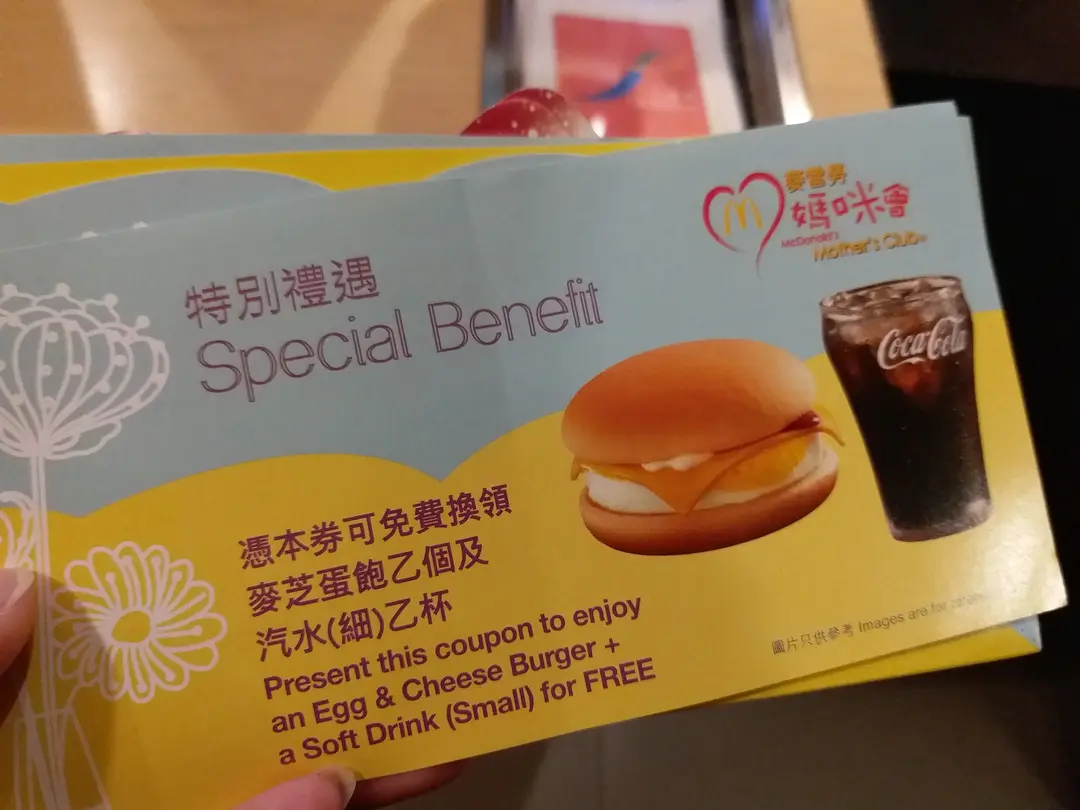 麥當勞
媽咪會
McDonald's
Mother's Club®
特別禮遇
Special Benefit
Coca-Cola
憑本券可免費換領
麥芝蛋飽乙個及
汽水(細)乙杯
Present this coupon to enjoy
an Egg & Cheese Burger +
a Soft Drink (Small) for FREE
圖片只供參考 Images are for